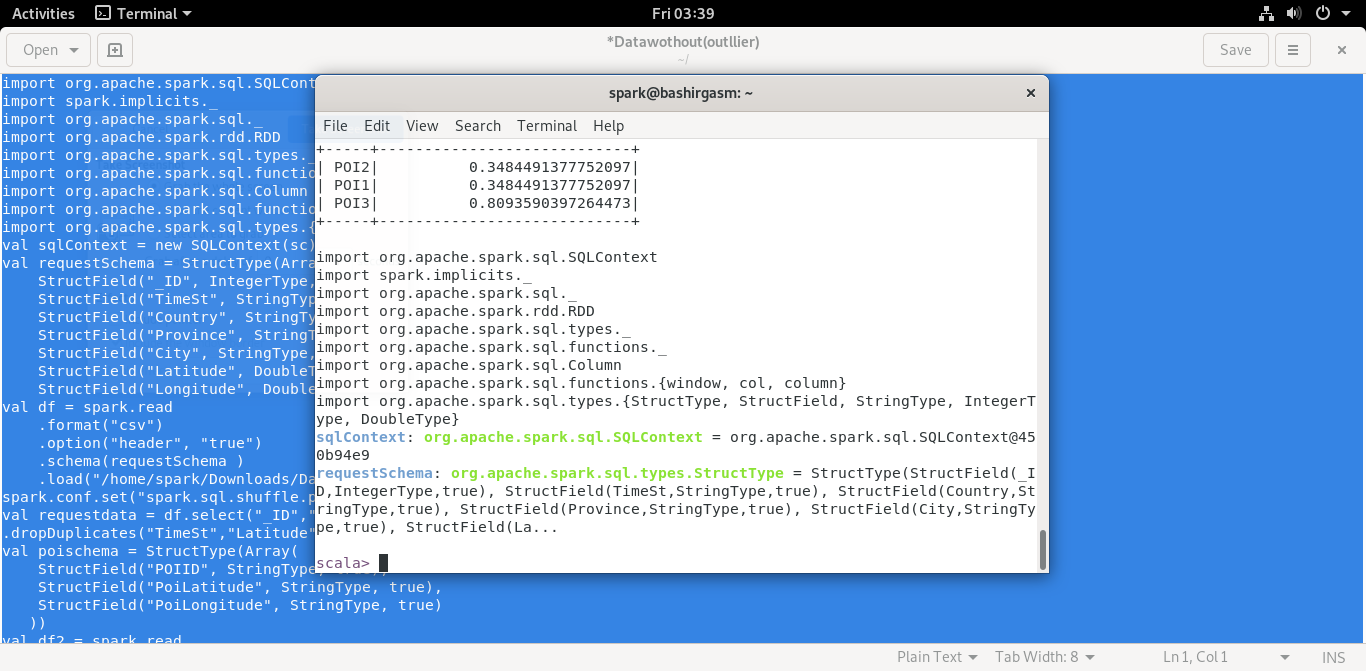 Activities Terminal Fri 03:39
Open *Datawothout(outllier) Save
~/
import org.apache.spark.sql.SQLCont
import spark.implicits._
import org.apache.spark.sql._
import org.apache.spark.rdd.RDD
import org.apache.spark.sql.types._
import org.apache.spark.sql.functio
import org.apache.spark.sql.Column
import org.apache.spark.sql.functio
import org.apache.spark.sql.types.{
val sqlContext = new SQLContext(sc)
val requestSchema = StructType(Arra
StructField("_ID", IntegerType,
StructField("TimeSt", StringTyp
StructField("Country", StringTy
StructField("Province", StringT
StructField("City", StringType,
StructField("Latitude", DoubleT
StructField("Longitude", Double
val df = spark.read
.format("csv")
.option("header", "true")
.schema(requestSchema )
.load("/home/spark/Downloads/Da
spark.conf.set("spark.sql.shuffle.p
val requestdata = df.select("_ID","
.dropDuplicates("TimeSt","Latitude"
val poischema = StructType(Array(
StructField("POIID", StringType, true),
StructField("PoiLatitude", StringType, true),
StructField("PoiLongitude", StringType, true)
))
val df2 = spark.read
spark@bashirgasm: ~
File Edit View Search Terminal Help
+-----+----------------------------+
| POI2| 0.3484491377752097|
| POI1| 0.3484491377752097|
| POI3| 0.8093590397264473|
+-----+----------------------------+
import org.apache.spark.sql.SQLContext
import spark.implicits._
import org.apache.spark.sql._
import org.apache.spark.rdd.RDD
import org.apache.spark.sql.types._
import org.apache.spark.sql.functions._
import org.apache.spark.sql.Column
import org.apache.spark.sql.functions.{window, col, column}
import org.apache.spark.sql.types.{StructType, StructField, StringType, IntegerT
ype, DoubleType}
sqlContext: org.apache.spark.sql.SQLContext = org.apache.spark.sql.SQLContext@45
0b94e9
requestSchema: org.apache.spark.sql.types.StructType = StructType(StructField(_I
D,IntegerType,true), StructField(TimeSt,StringType,true), StructField(Country,St
ringType,true), StructField(Province,StringType,true), StructField(City,StringTy
pe,true), StructField(La...
scala>
Plain Text Tab Width: 8 Ln 1, Col 1 INS